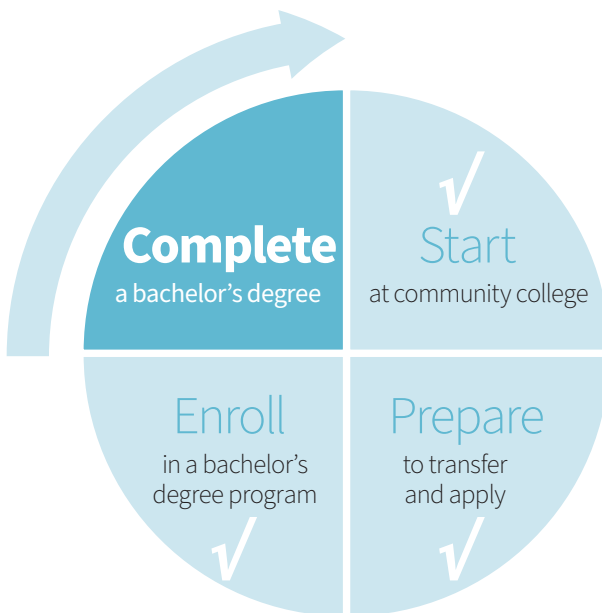 Complete
a bachelor’s degree
√
Start
at community college
Enroll
in a bachelor’s
degree program
√
Prepare
to transfer
and apply
√